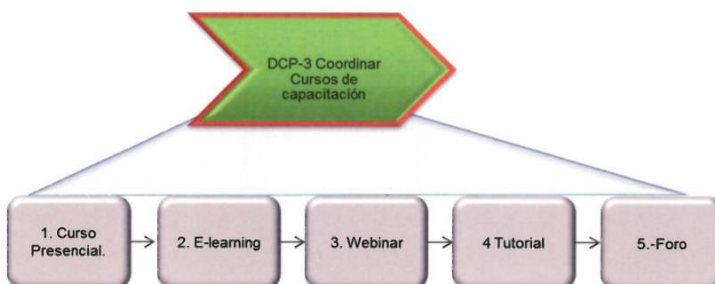 DCP-3 Coordinar
Cursos de
capacitación
1. Curso
Presencial.
2. E-learning
3. Webinar
4 Tutorial
5.-Foro